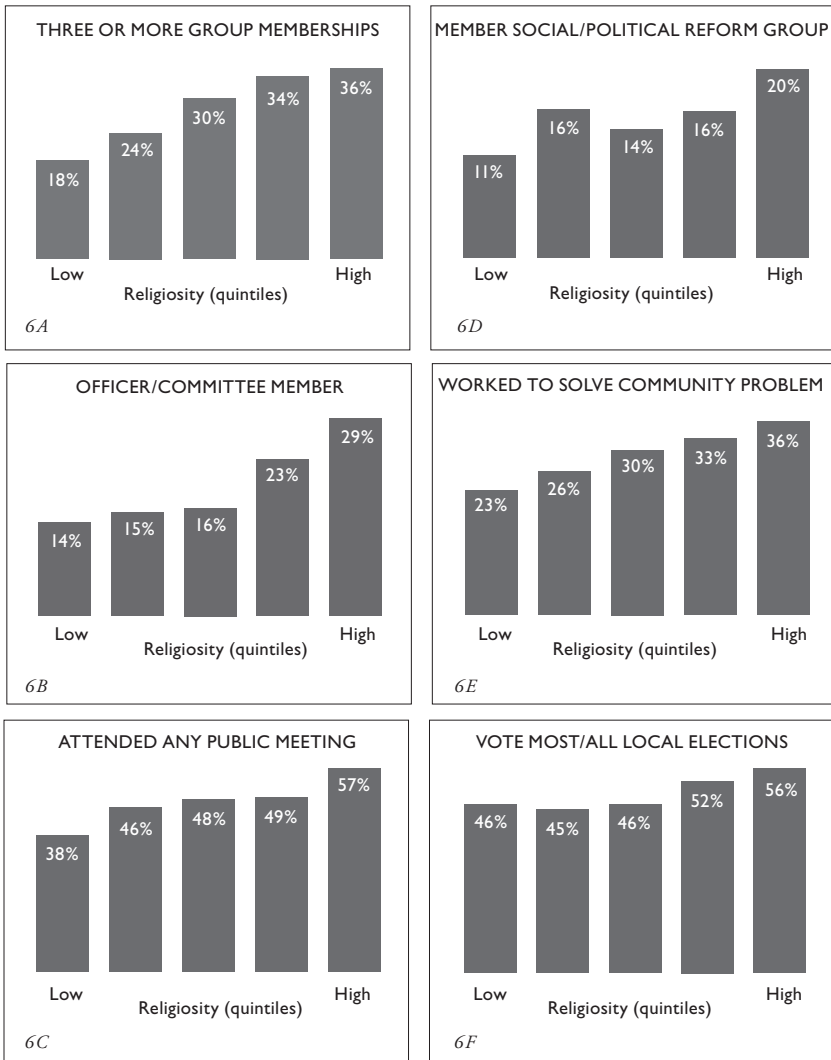 THREE OR MORE GROUP MEMBERSHIPS
18%
24%
30%
34%
36%
Low
High
Religiosity (quintiles)
6A
MEMBER SOCIAL/POLITICAL REFORM GROUP
11%
16%
14%
16%
20%
Low
High
Religiosity (quintiles)
6D
OFFICER/COMMITTEE MEMBER
14%
15%
16%
23%
29%
Low
High
Religiosity (quintiles)
6B
WORKED TO SOLVE COMMUNITY PROBLEM
23%
26%
30%
33%
36%
Low
High
Religiosity (quintiles)
6E
ATTENDED ANY PUBLIC MEETING
38%
46%
48%
49%
57%
Low
High
Religiosity (quintiles)
6C
VOTE MOST/ALL LOCAL ELECTIONS
46%
45%
46%
52%
56%
Low
High
Religiosity (quintiles)
6F